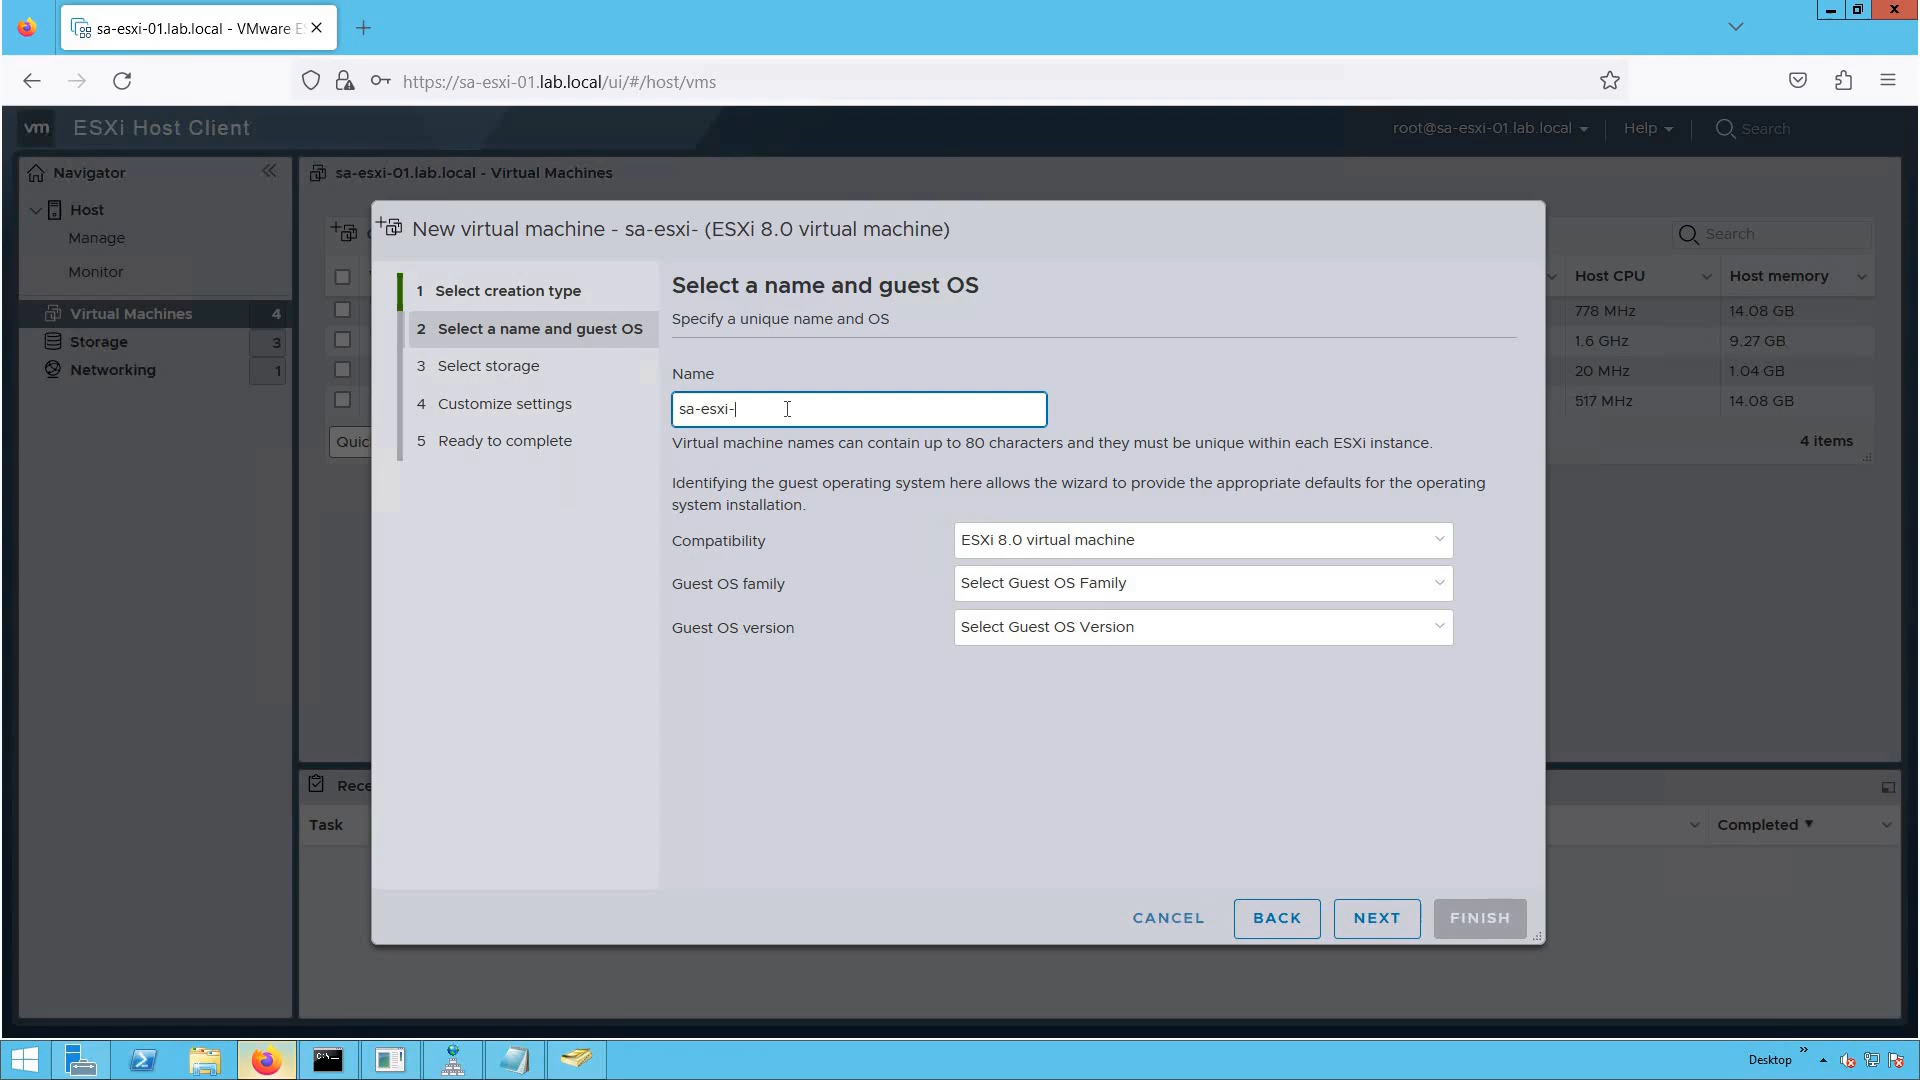 sa-esxi-01.lab.local - VMware E
https://sa-esxi-01.lab.local/ui/#/host/vms
vm ESXi Host Client
root@sa-esxi-01.lab.local
Help
Search
Navigator
sa-esxi-01.lab.local - Virtual Machines
Host
Manage
Monitor
Virtual Machines 4
Storage 3
Networking 1
Search
Host CPU
Host memory
778 MHz 14.08 GB
1.6 GHz 9.27 GB
20 MHz 1.04 GB
517 MHz 14.08 GB
Quic
4 items
New virtual machine - sa-esxi- (ESXi 8.0 virtual machine)
1 Select creation type
2 Select a name and guest OS
3 Select storage
4 Customize settings
5 Ready to complete
Select a name and guest OS
Specify a unique name and OS
Name
sa-esxi-
Virtual machine names can contain up to 80 characters and they must be unique within each ESXi instance.
Identifying the guest operating system here allows the wizard to provide the appropriate defaults for the operating
system installation.
Compatibility
ESXi 8.0 virtual machine
Guest OS family
Select Guest OS Family
Guest OS version
Select Guest OS Version
CANCEL
BACK
NEXT
FINISH
Rece
Task
Completed
Desktop